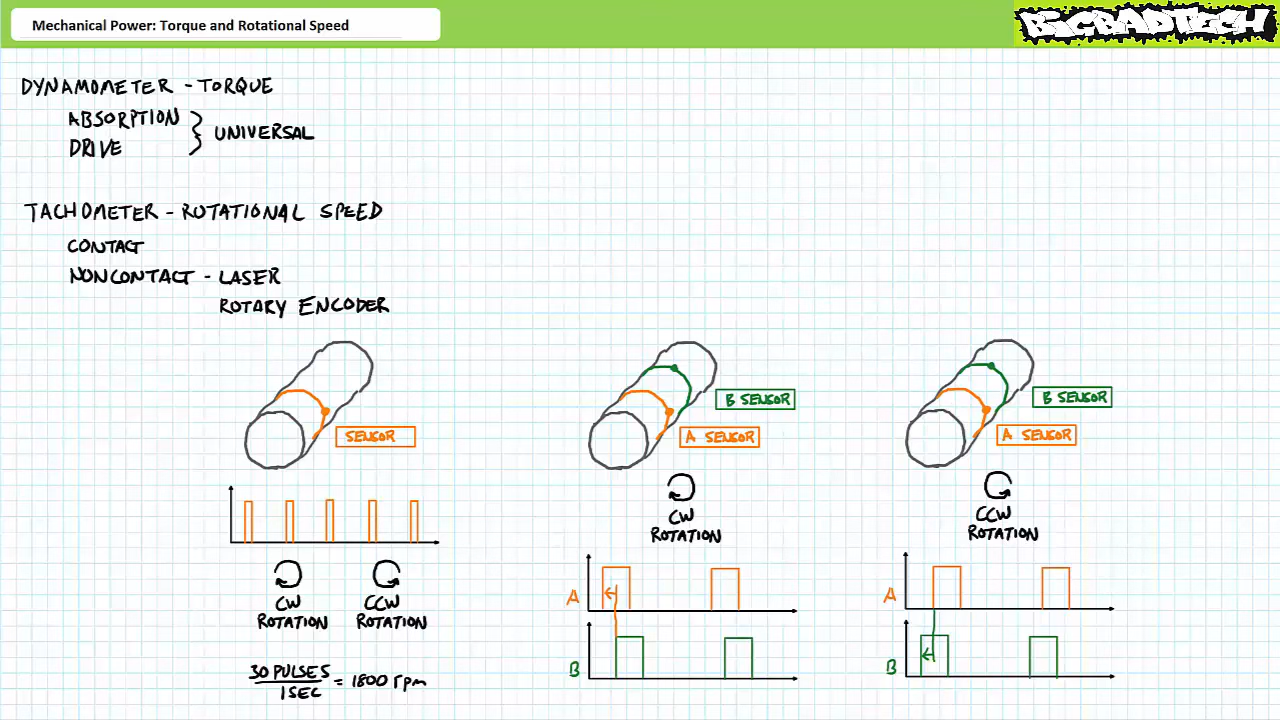 Mechanical Power: Torque and Rotational Speed
BIGBADTECH
DYNAMOMETER - TORQUE
ABSORPTION
DRIVE
} UNIVERSAL
TACHOMETER - ROTATIONAL SPEED
CONTACT
NONCONTACT - LASER
ROTARY ENCODER
SENSOR
CW
ROTATION
CCW
ROTATION
30 PULSES
1 SEC
= 1800 rpm
B SENSOR
A SENSOR
CW
ROTATION
A
B
B SENSOR
A SENSOR
CCW
ROTATION
A
B